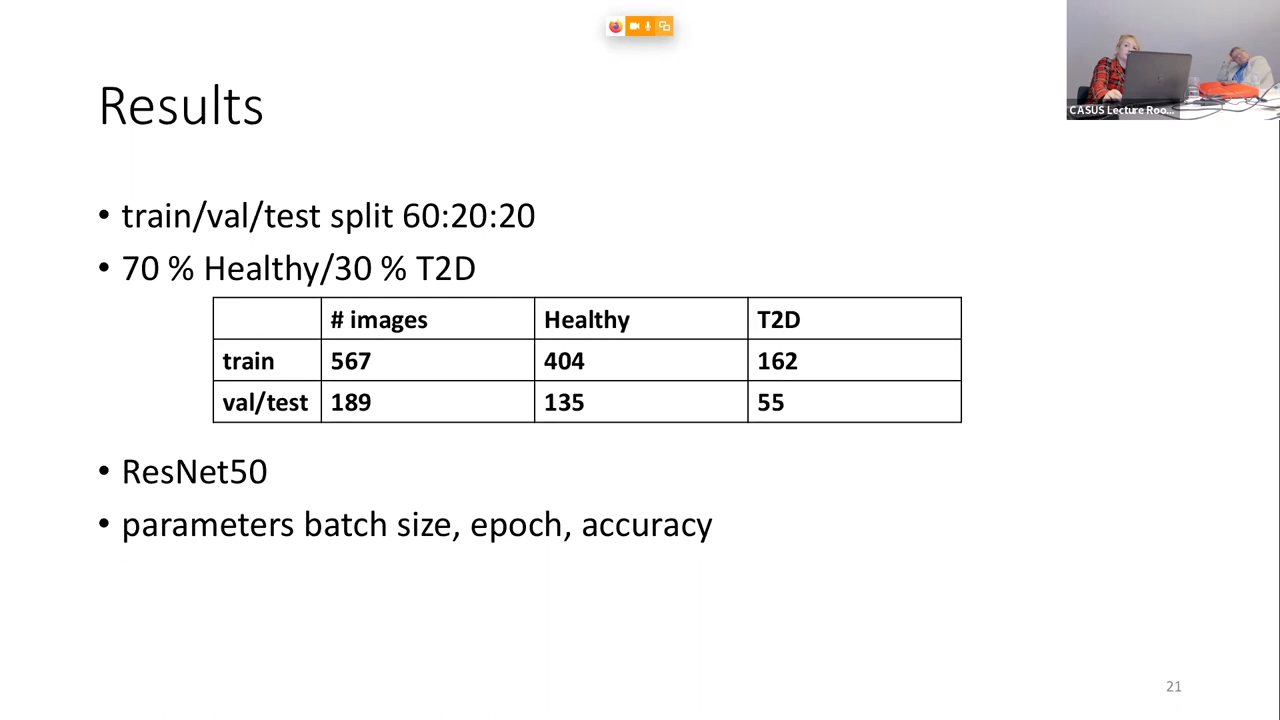 CASUS Lecture Roo...
Results
• train/val/test split 60:20:20
• 70 % Healthy/30 % T2D
# images Healthy T2D
train 567 404 162
val/test 189 135 55
• ResNet50
• parameters batch size, epoch, accuracy
21